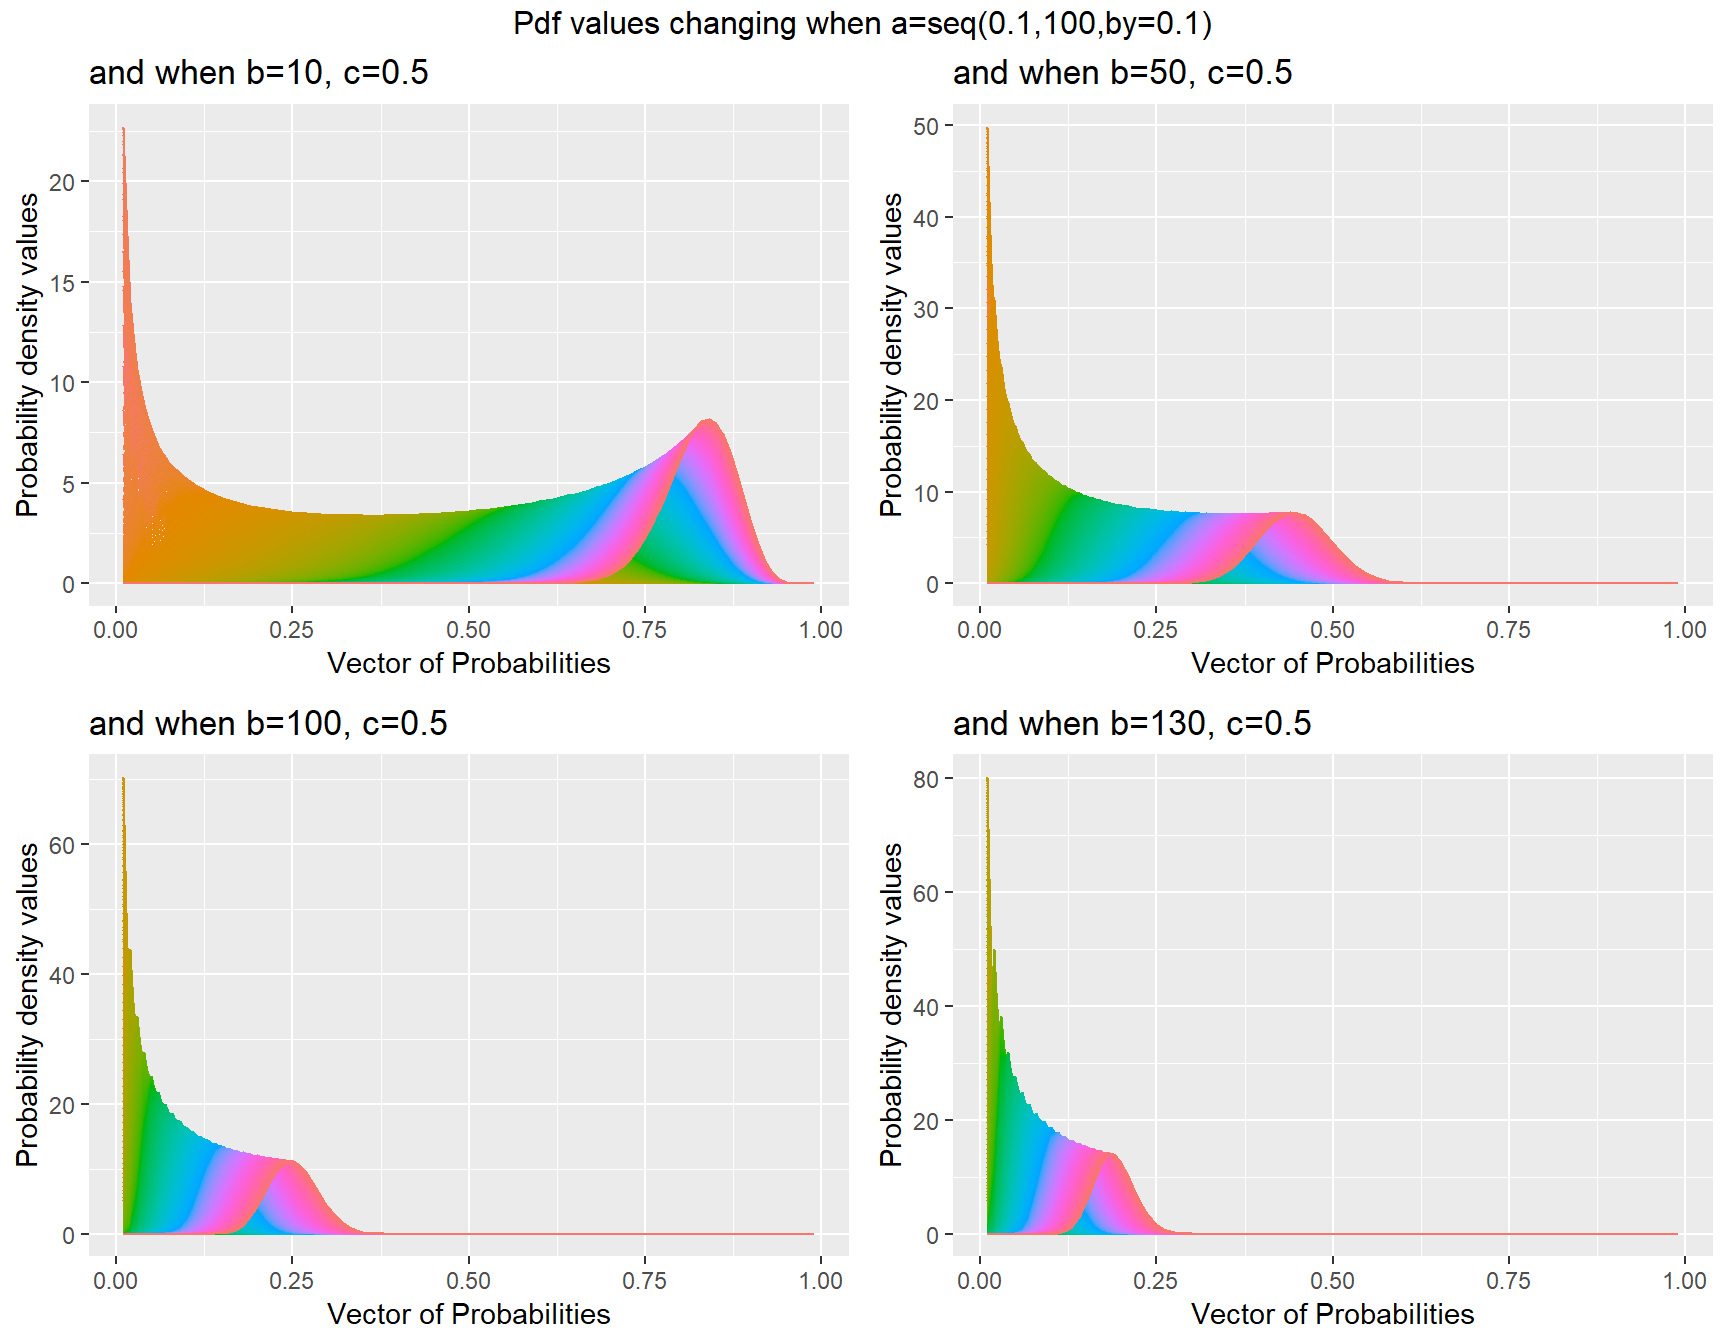 Pdf values changing when a=seq(0.1,100,by=0.1)
and when b=10, c=0.5
Probability density values
20
15
10
5
0
0.00 0.25 0.50 0.75 1.00
Vector of Probabilities
and when b=50, c=0.5
Probability density values
50
40
30
20
10
0
0.00 0.25 0.50 0.75 1.00
Vector of Probabilities
and when b=100, c=0.5
Probability density values
60
40
20
0
0.00 0.25 0.50 0.75 1.00
Vector of Probabilities
and when b=130, c=0.5
Probability density values
80
60
40
20
0
0.00 0.25 0.50 0.75 1.00
Vector of Probabilities